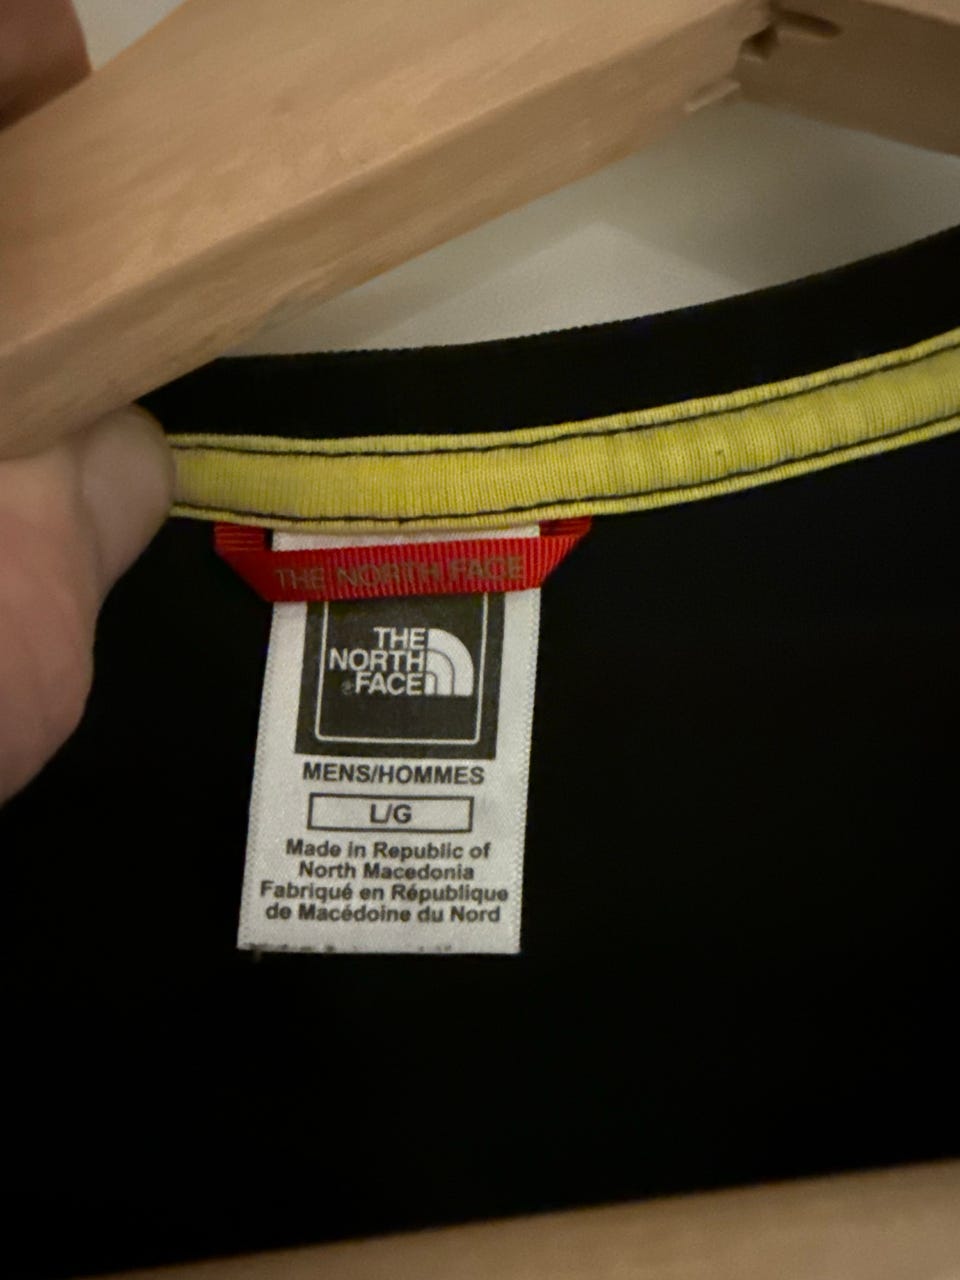 THE NORTH FACE
THE
NORTH
FACE
MENS/HOMMES
L/G
Made in Republic of
North Macedonia
Fabriqué en République
de Macédoine du Nord